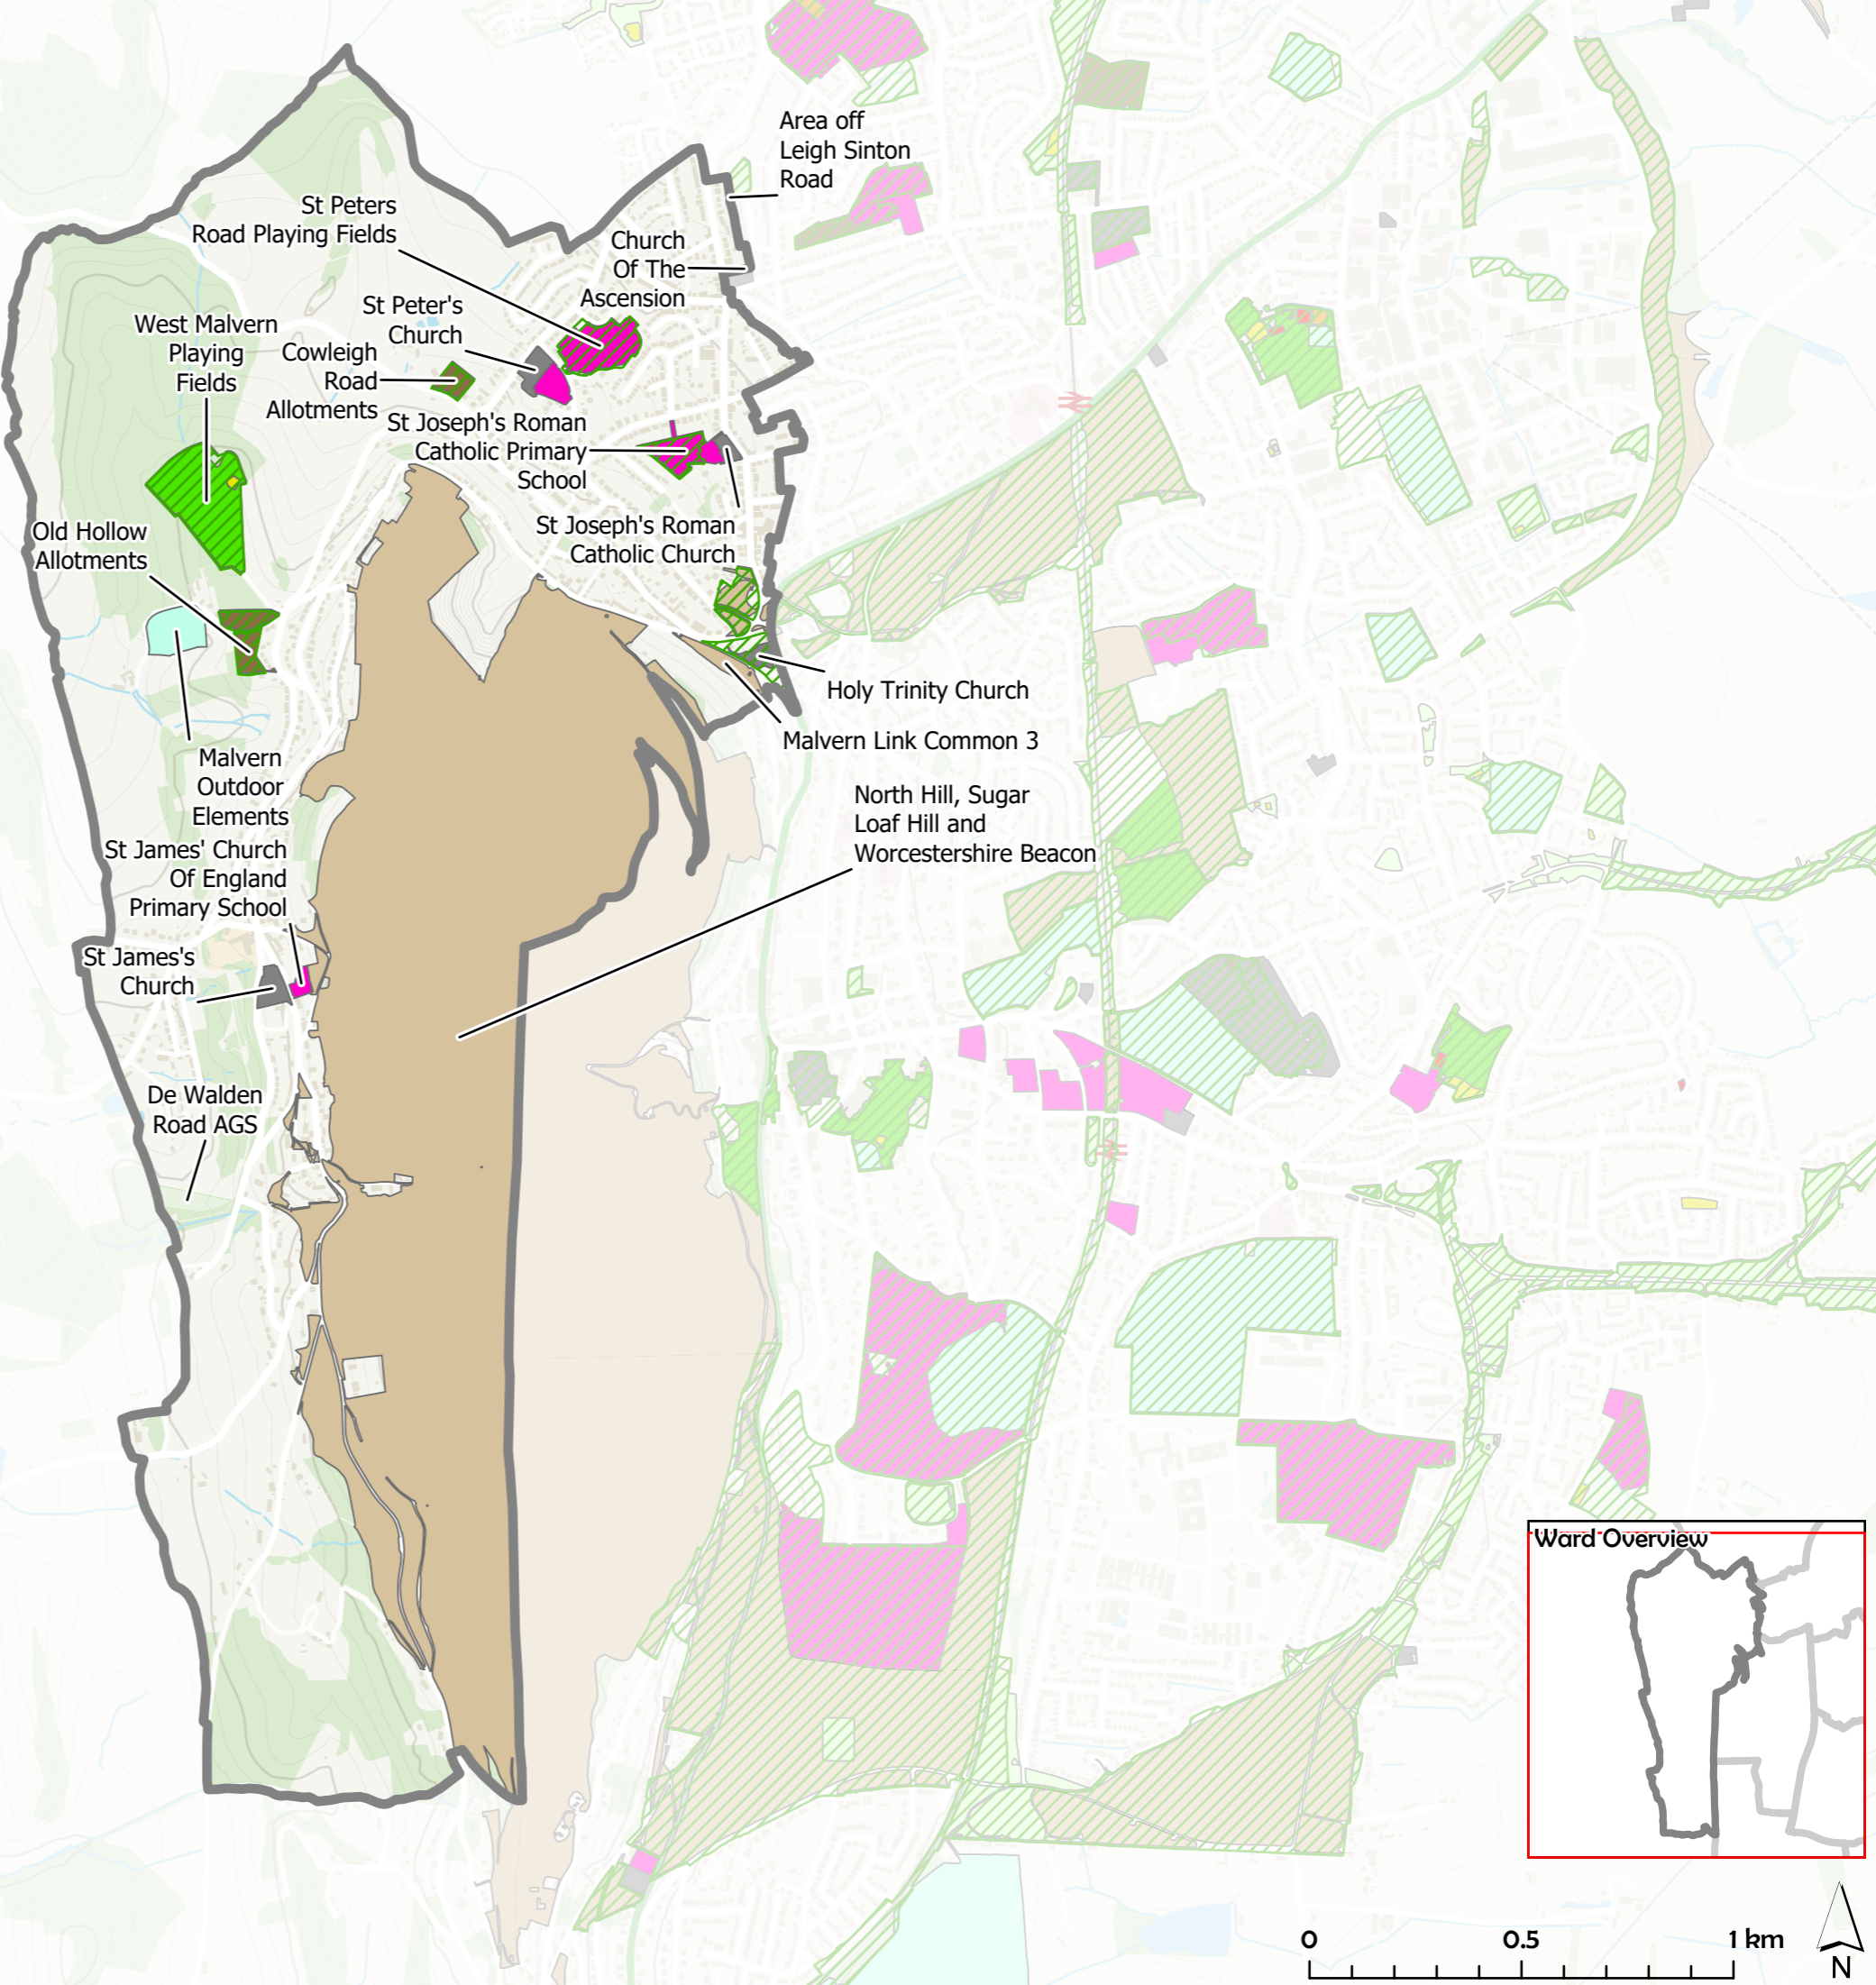 Area off
Leigh Sinton
Road
St Peters
Road Playing Fields
Church
Of The
Ascension
St Peter's
Church
West Malvern
Playing
Fields
Cowleigh
Road
Allotments
St Joseph's Roman
Catholic Primary
School
Old Hollow
Allotments
St Joseph's Roman
Catholic Church
Holy Trinity Church
Malvern Link Common 3
Malvern
Outdoor
Elements
North Hill, Sugar
Loaf Hill and
Worcestershire Beacon
St James' Church
Of England
Primary School
St James's
Church
De Walden
Road AGS
Ward Overview
0 0.5 1 km
N